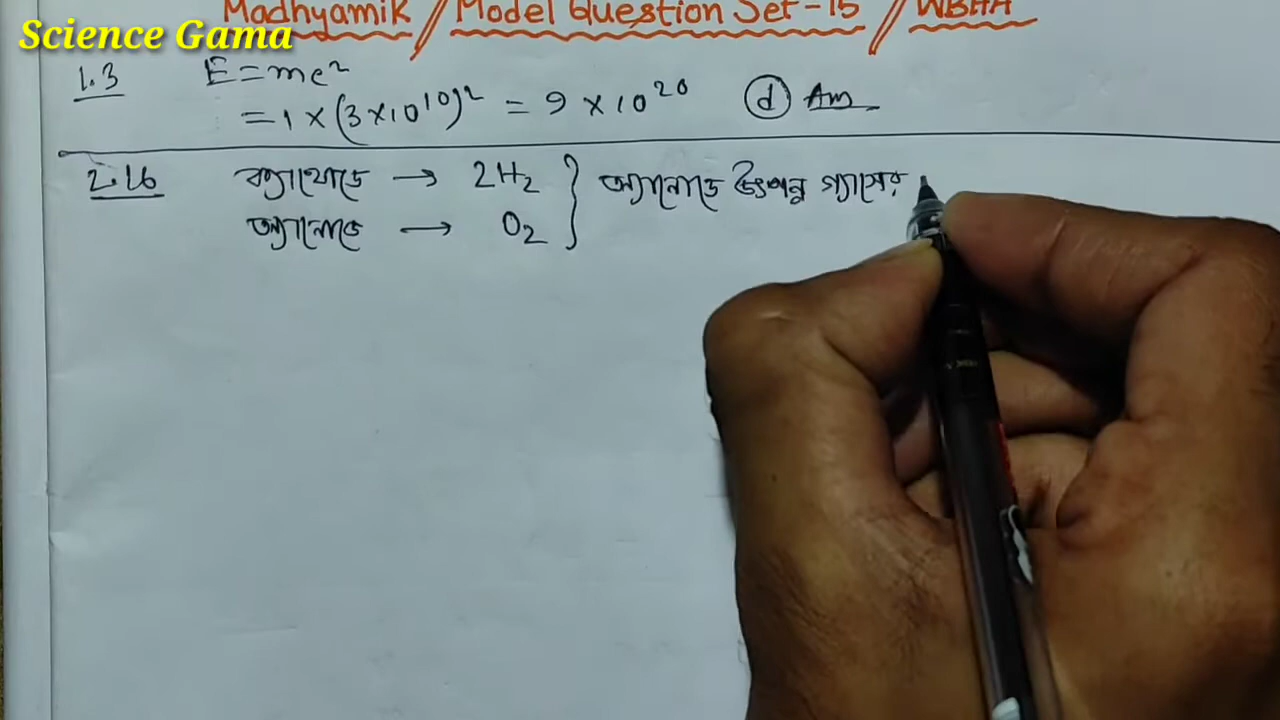 Madhyamik / Model Question Set-15 / WBHA
Science Gama
1.3 E = mc²
= 1 × (3×10¹⁰)² = 9 × 10²⁰ (d) Ans
2.16 ক্যাথোডে → 2H₂ } অ্যানোডে উৎপন্ন গ্যাসের
অ্যানোডে → O₂